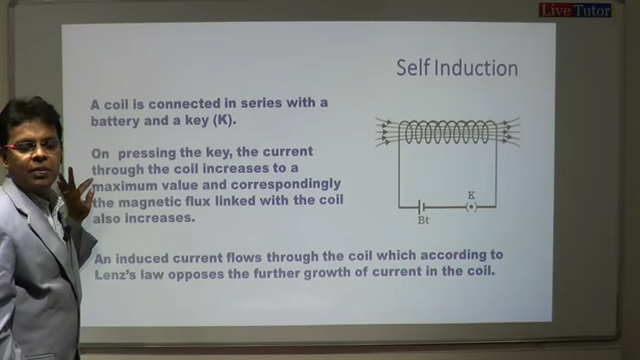 Live Tutor
Self Induction
A coil is connected in series with a
battery and a key (K).
On pressing the key, the current
through the coil increases to a
maximum value and correspondingly
the magnetic flux linked with the coil
also increases.
K
Bt
An induced current flows through the coil which according to
Lenz's law opposes the further growth of current in the coil.